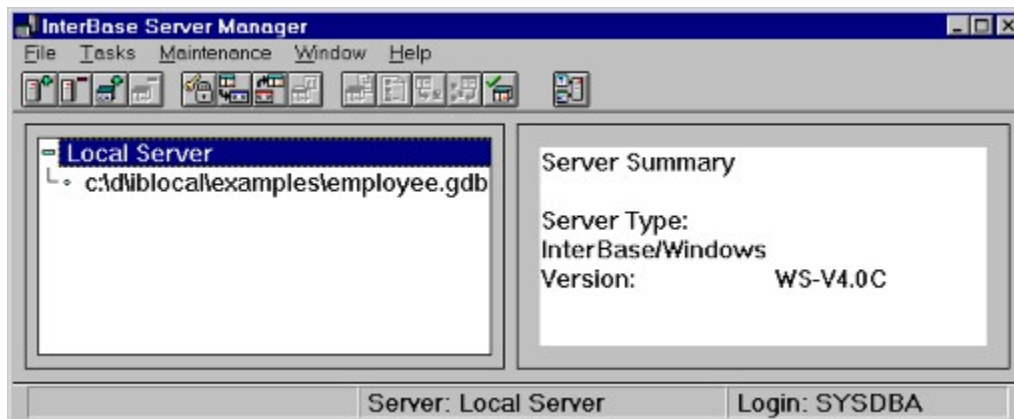 InterBase Server Manager
File Tasks Maintenance Window Help
Local Server
c:\d\iblocal\examples\employee.gdb
Server Summary
Server Type:
InterBase/Windows
Version: WS-V4.0C
Server: Local Server Login: SYSDBA